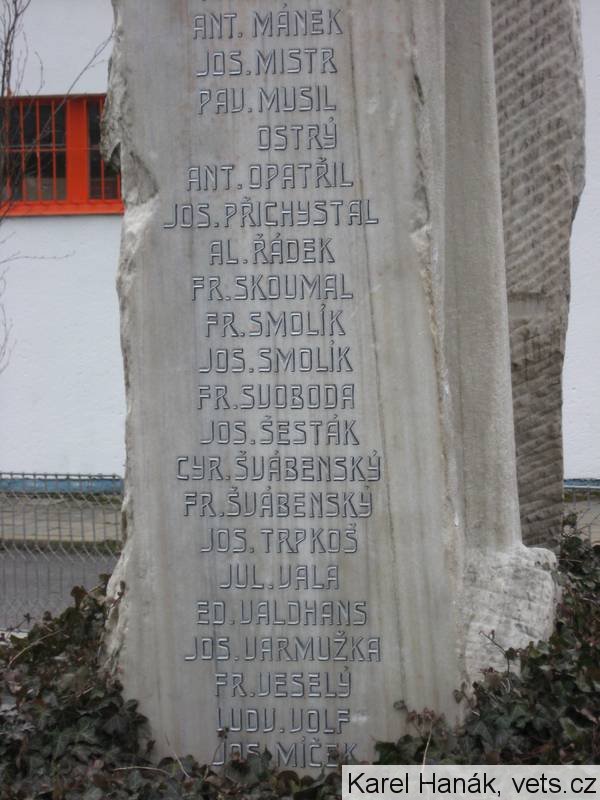 ANT. MÁNEK
JOS. MISTR
PAV. MUSIL
OSTRÝ
ANT. OPATŘIL
JOS. PŘICHYSTAL
AL. ŘÁDEK
FR. SKOUMAL
FR. SMOLÍK
JOS. SMOLÍK
FR. SVOBODA
JOS. ŠESTÁK
CYR. ŠVÁBENSKÝ
FR. ŠVÁBENSKÝ
JOS. TRPKOŠ
JUL. VALA
ED. VALDHANS
JOS. VARMUŽKA
FR. VESELÝ
LUDV. VOLF
JOS. MÍČEK
Karel Hanák, vets.cz